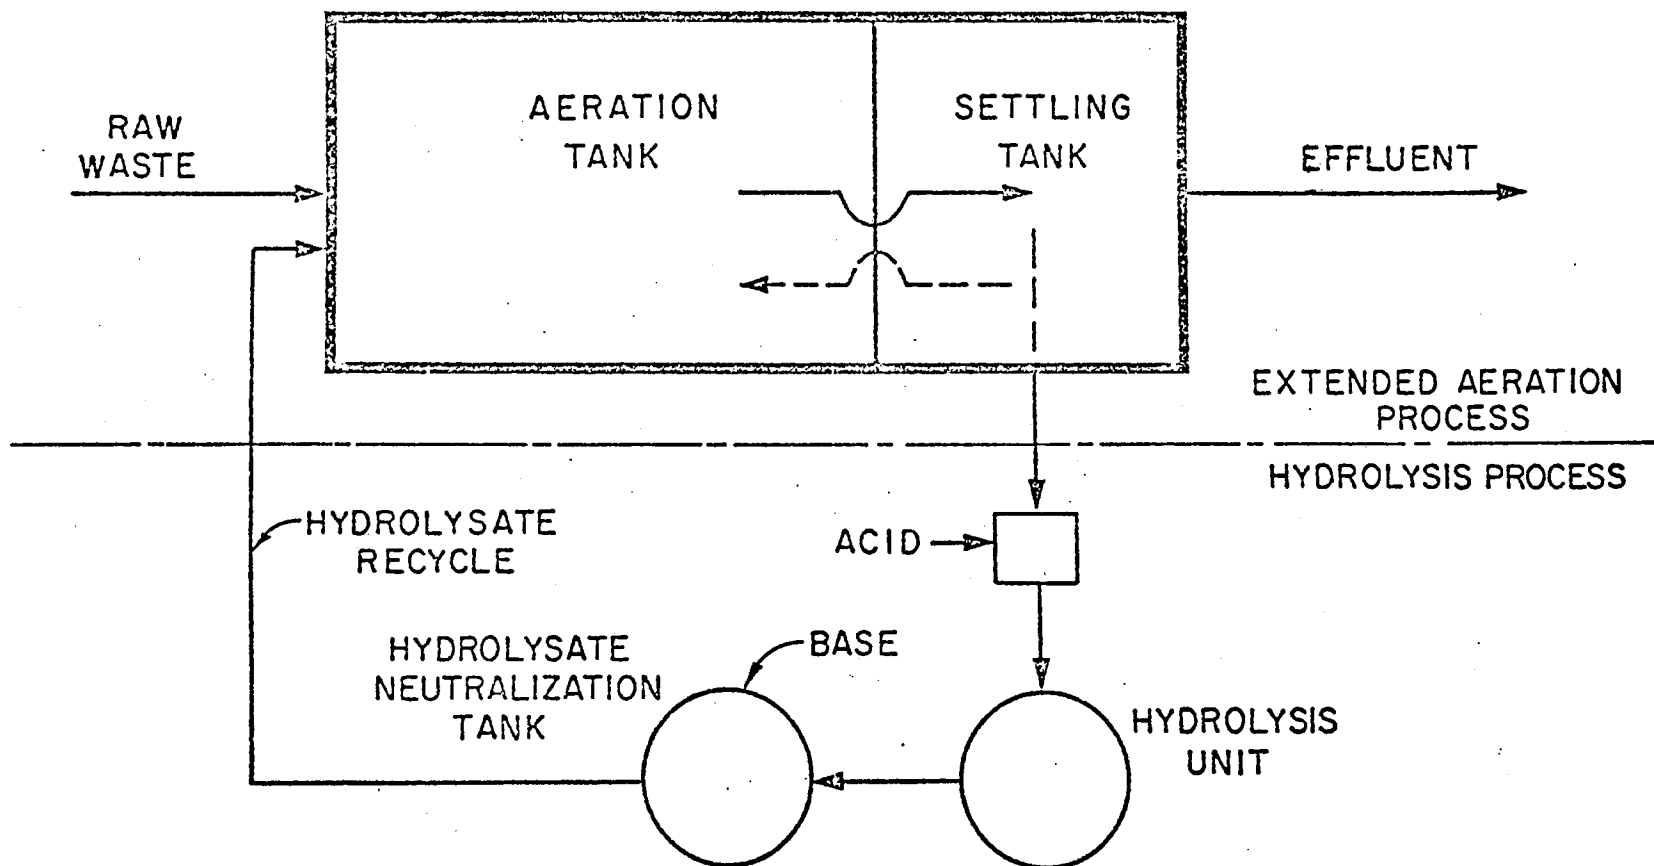 RAW
WASTE
AERATION
TANK
SETTLING
TANK
EFFLUENT
EXTENDED AERATION
PROCESS
HYDROLYSIS PROCESS
HYDROLYSATE
RECYCLE
ACID
HYDROLYSATE
NEUTRALIZATION
TANK
BASE
HYDROLYSIS
UNIT